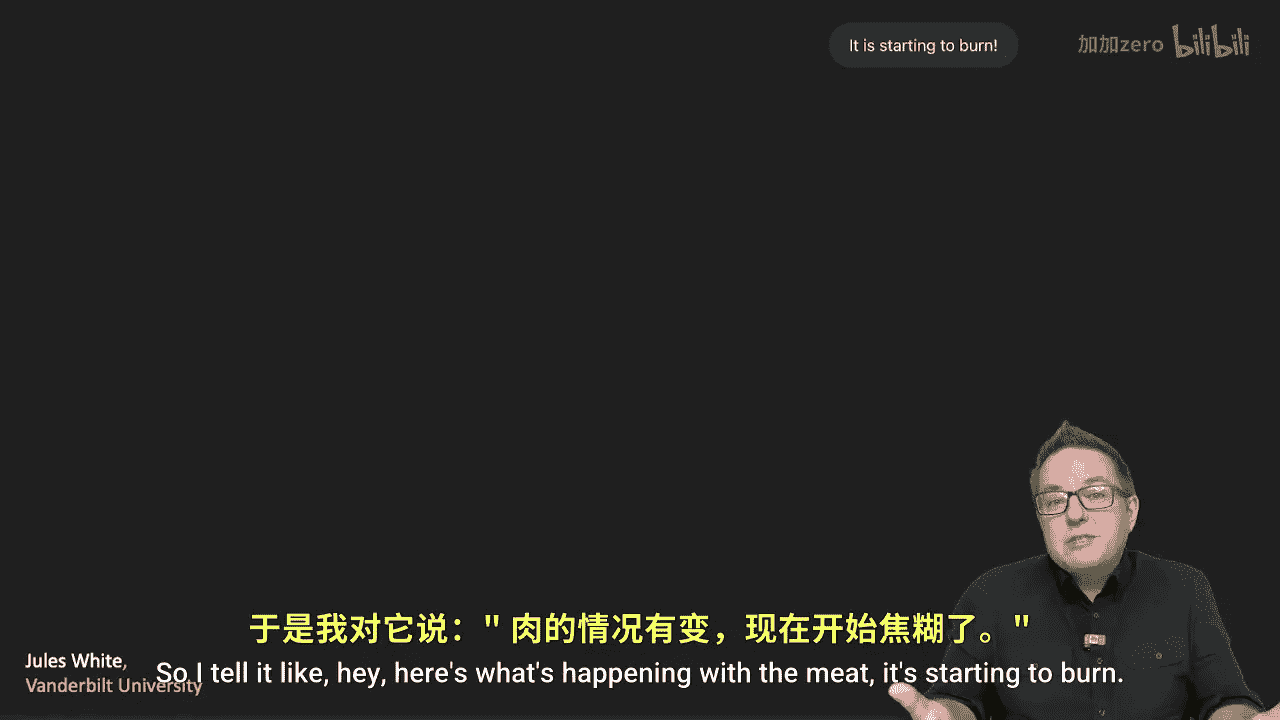 It is starting to burn!
加加zero bilibili
于是我对它说：" 肉的情况有变，现在开始焦糊了。"
So I tell it like, hey, here's what's happening with the meat, it's starting to burn.
Jules White,
Vanderbilt University